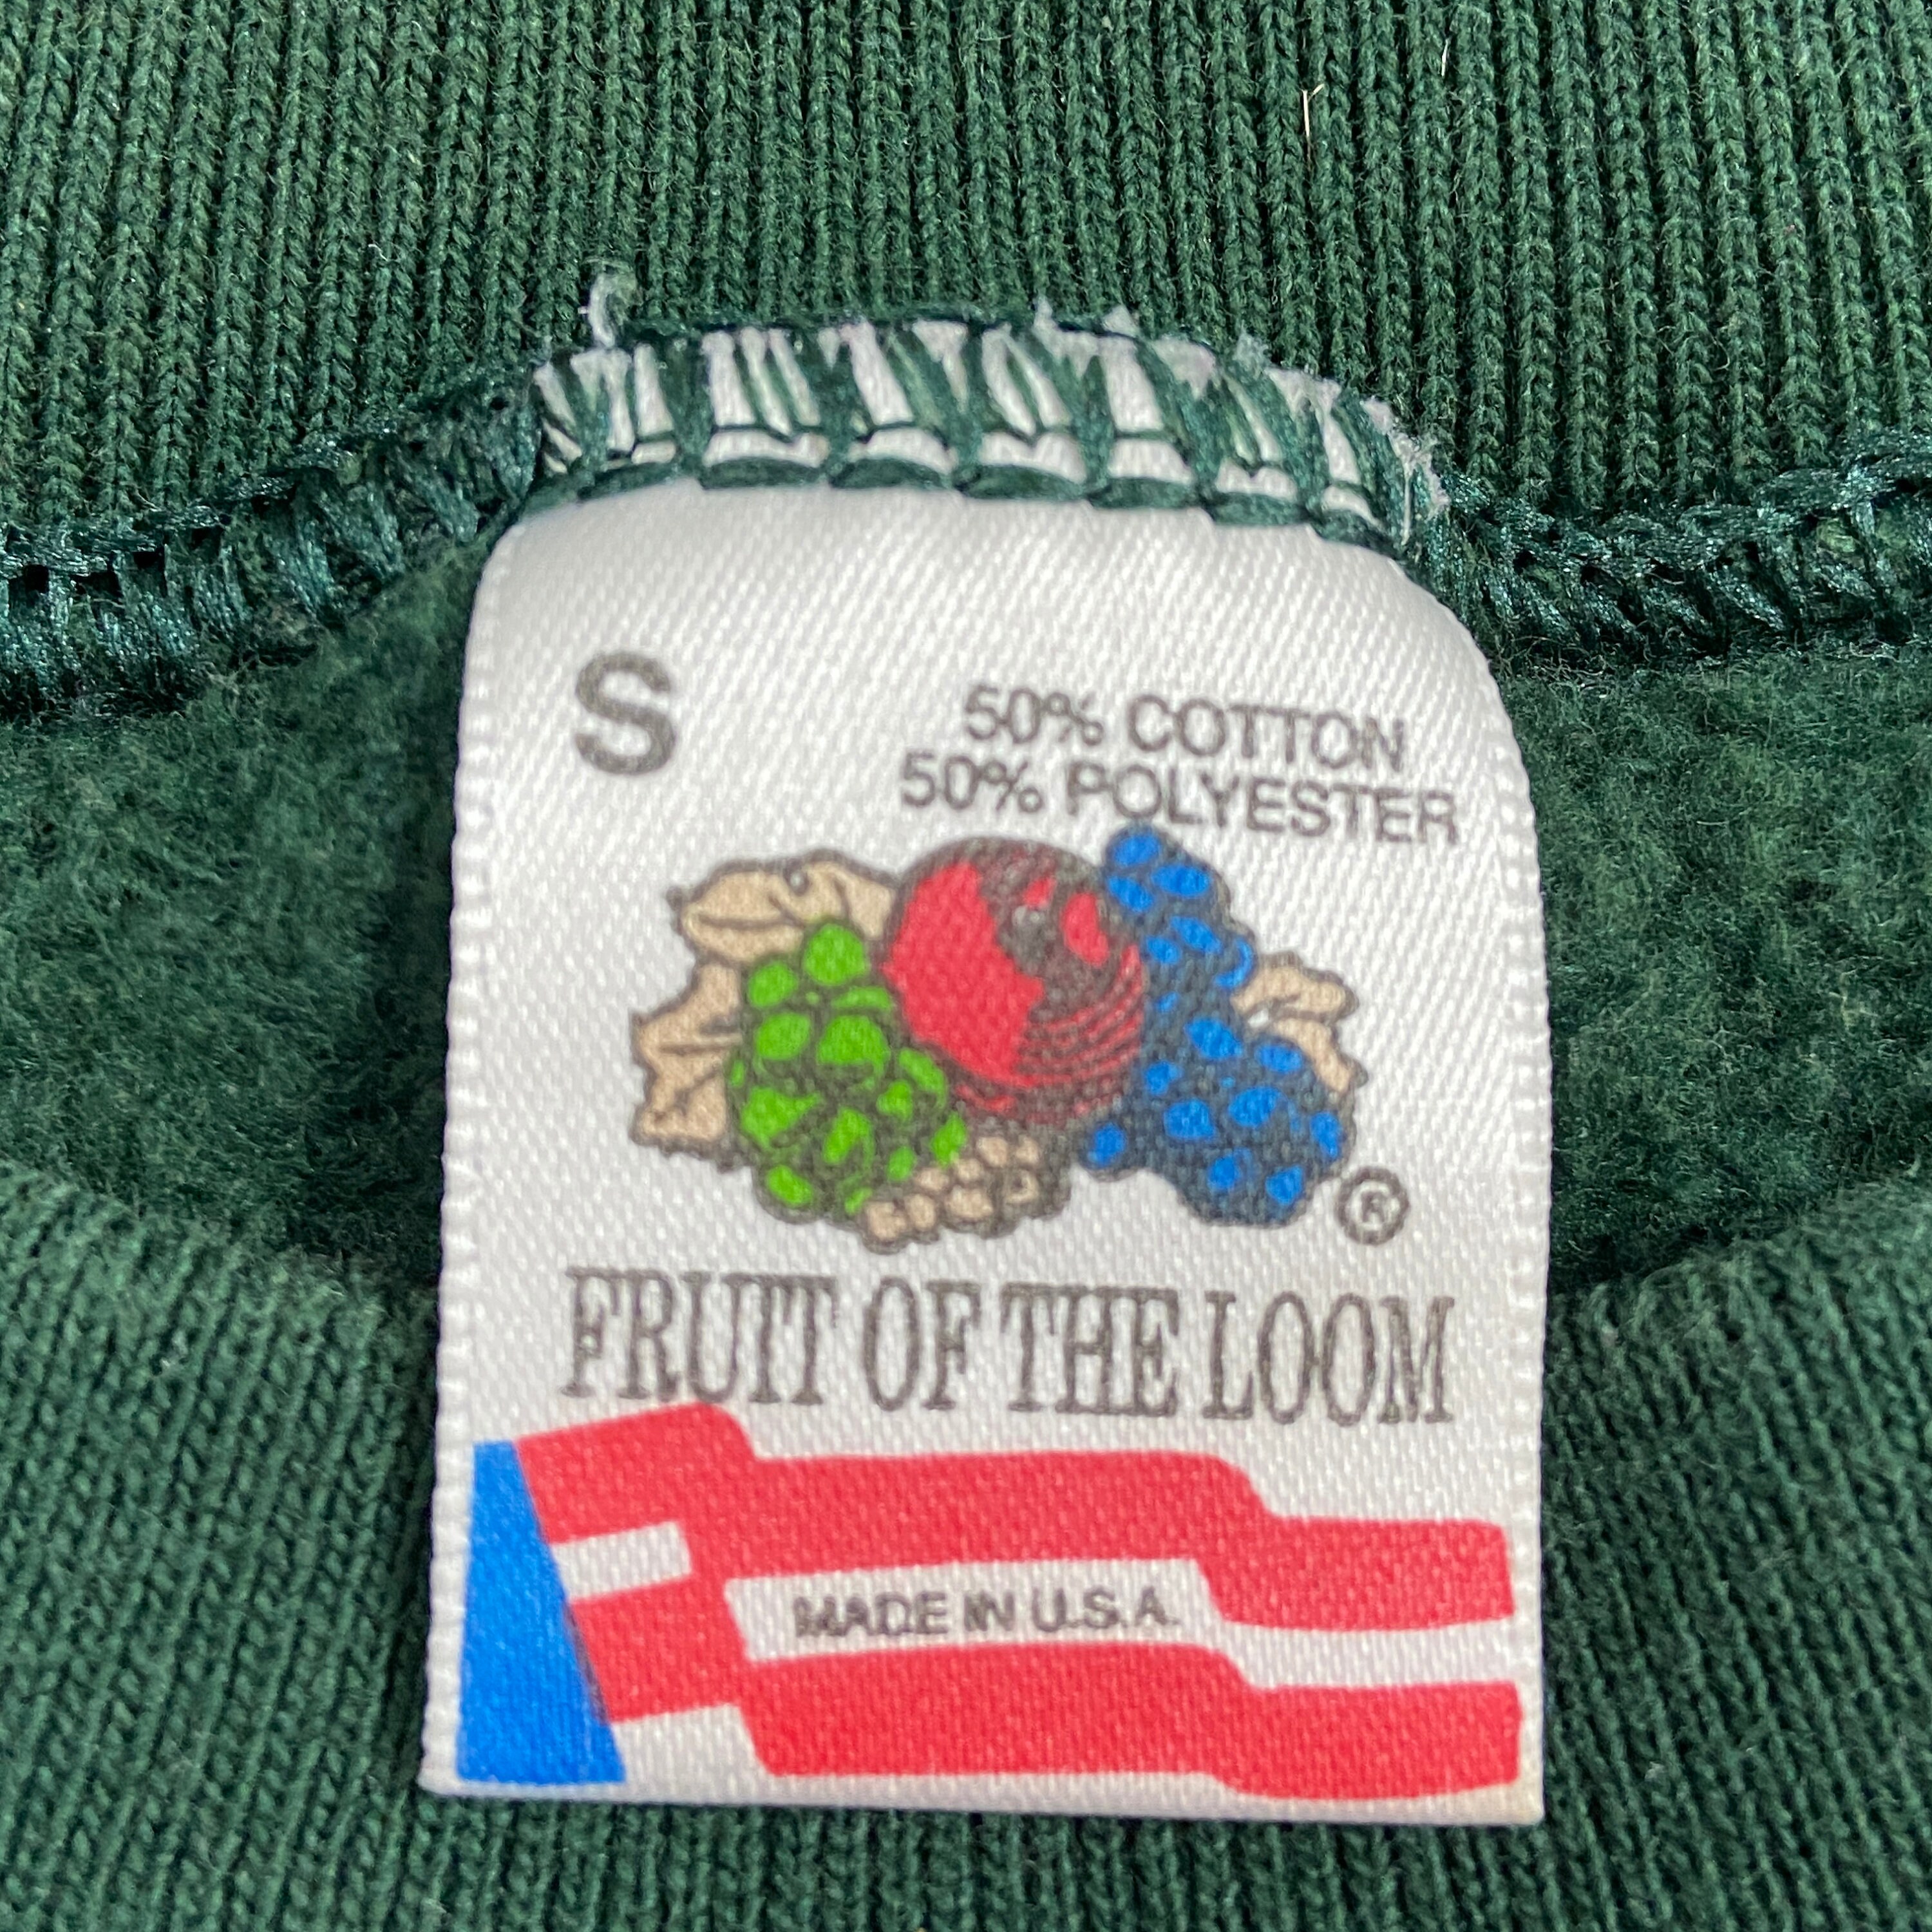 S
50% COTTON
50% POLYESTER
®
FRUIT OF THE LOOM
MADE IN U.S.A.